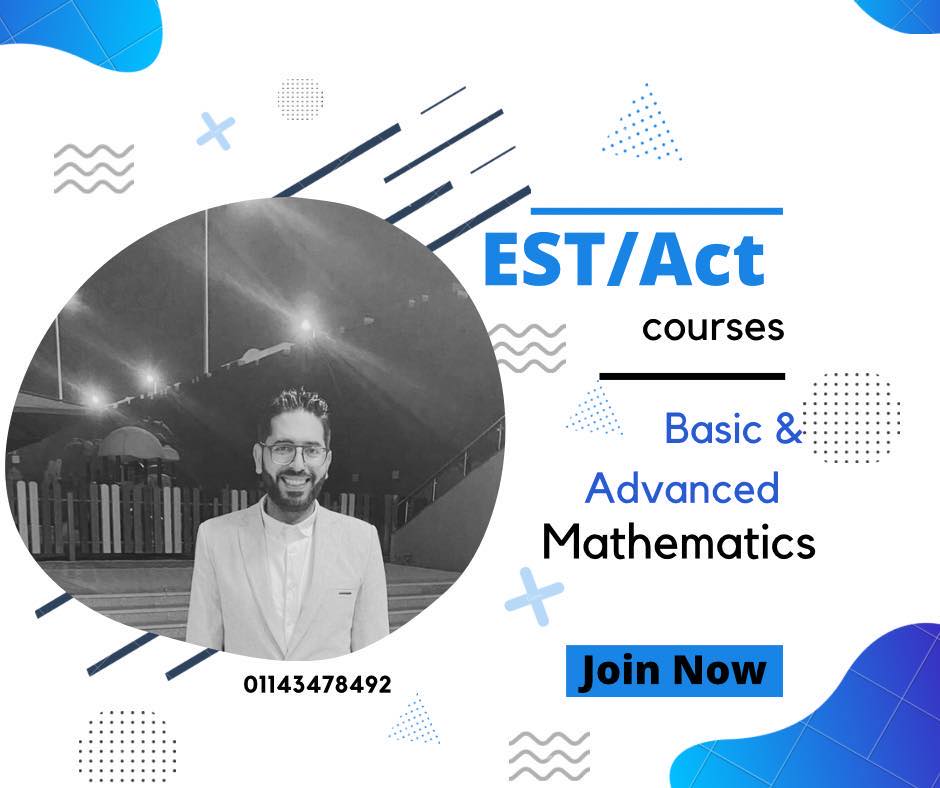 EST/Act
courses
Basic &
Advanced
Mathematics
Join Now
01143478492